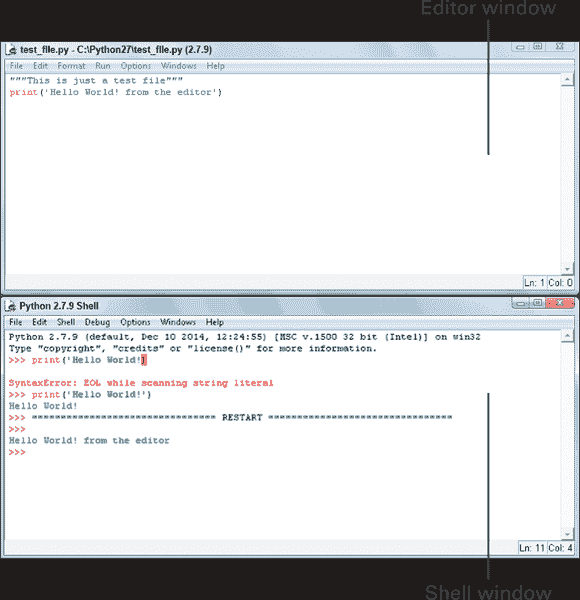 Editor window
test_file.py - C:\Python27\test_file.py (2.7.9)
File Edit Format Run Options Windows Help
"""This is just a test file"""
print('Hello World! from the editor')
Ln: 1 Col: 0
Python 2.7.9 Shell
File Edit Shell Debug Options Windows Help
Python 2.7.9 (default, Dec 10 2014, 12:24:55) [MSC v.1500 32 bit (Intel)] on win32
Type "copyright", "credits" or "license()" for more information.
>>> print('Hello World!)
SyntaxError: EOL while scanning string literal
>>> print('Hello World!')
Hello World!
>>> ================================ RESTART ================================
>>>
Hello World! from the editor
>>>
Ln: 11 Col: 4
Shell window